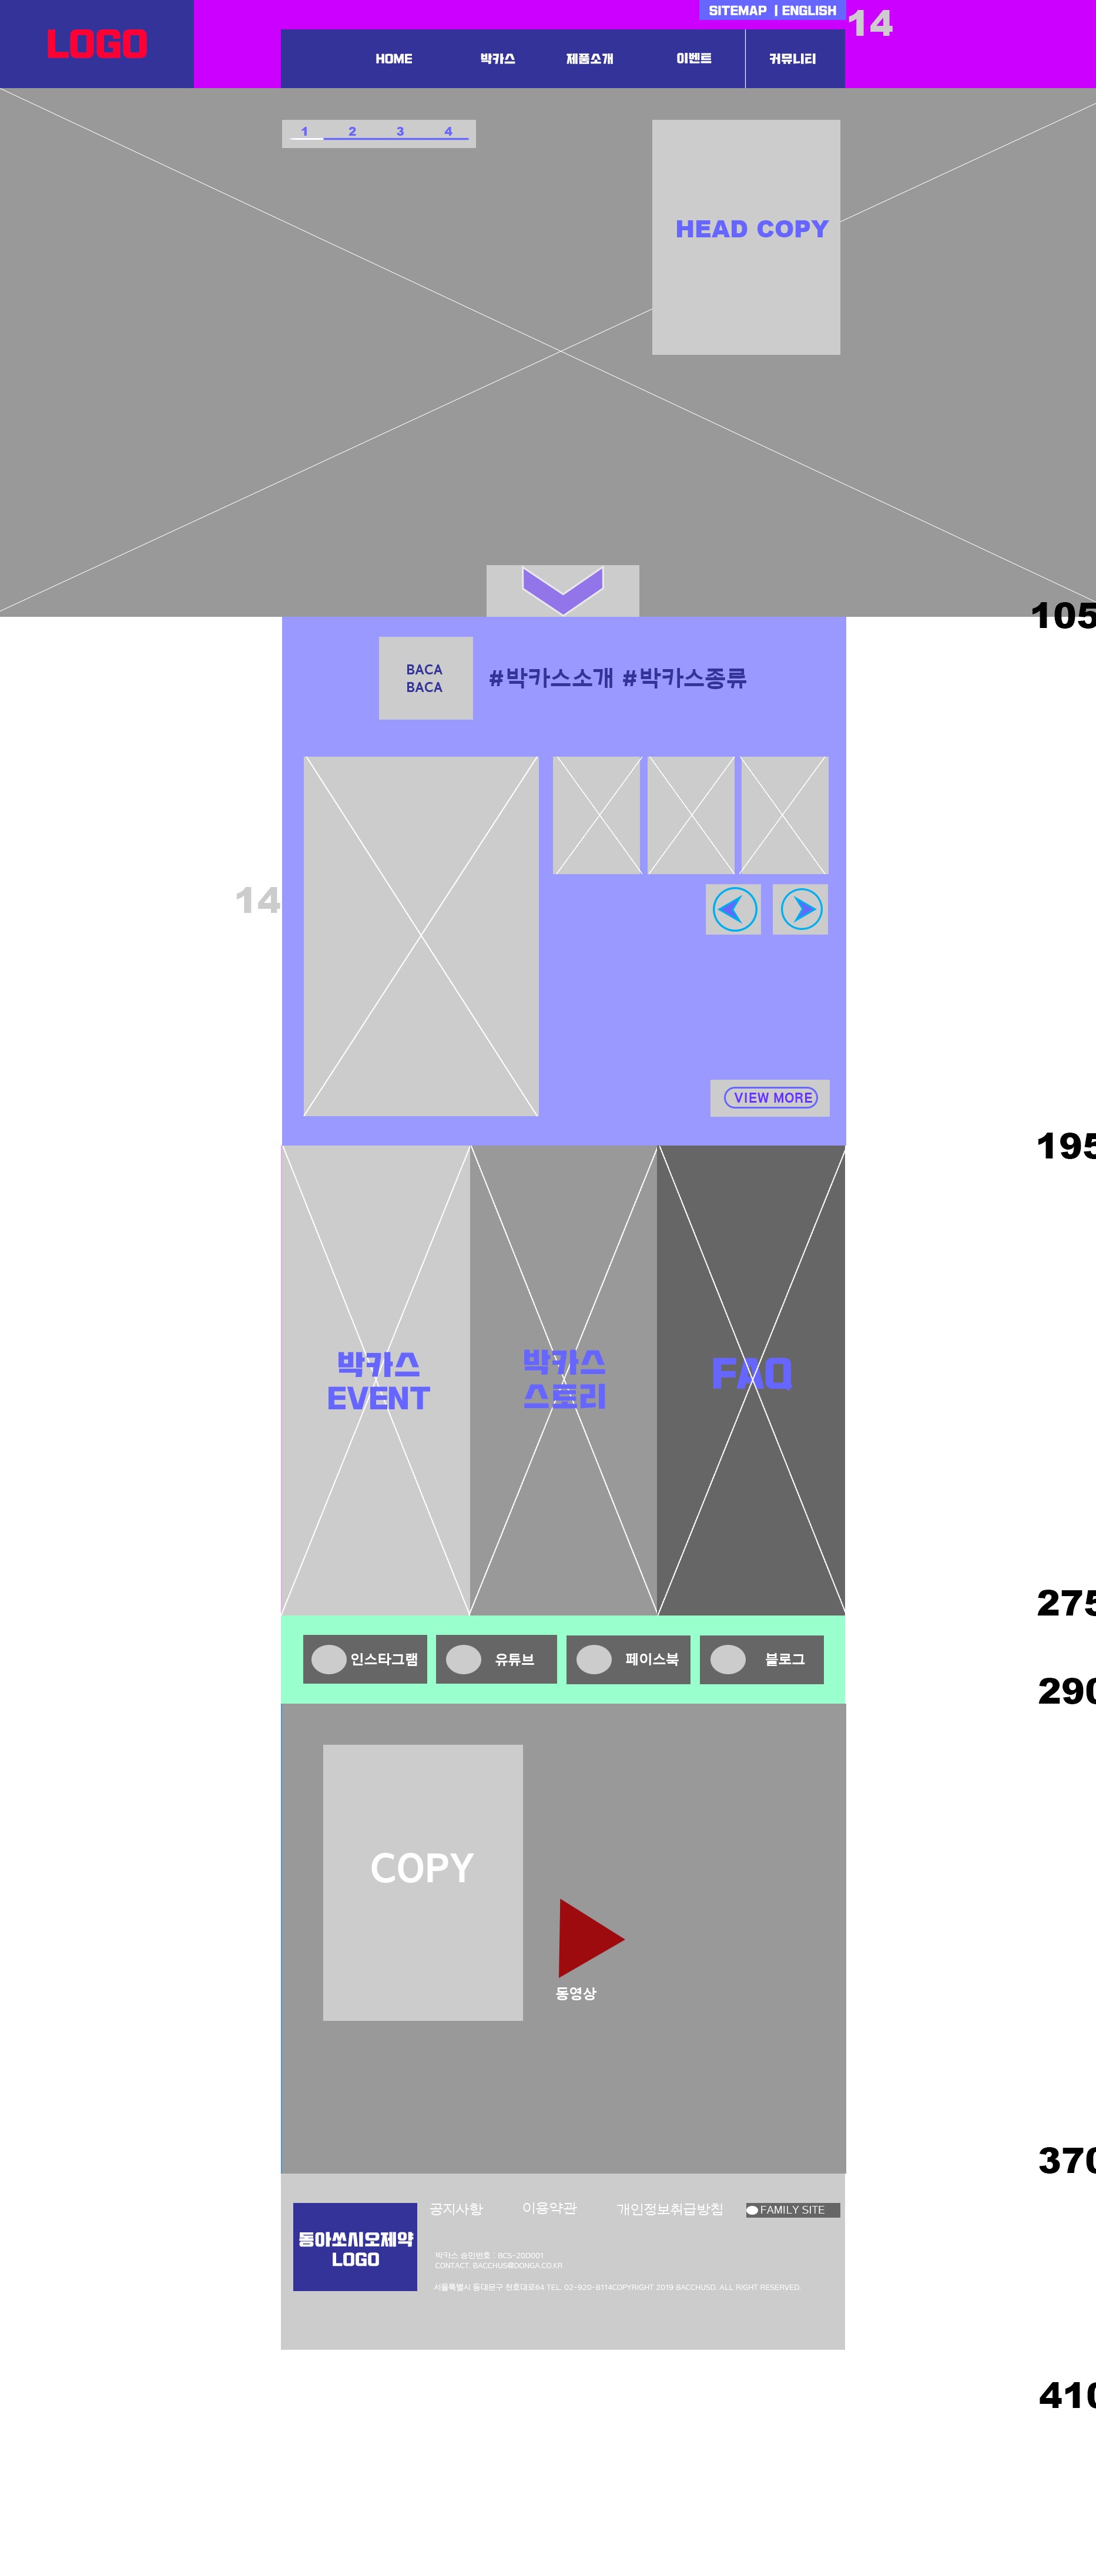 LOGO
SITEMAP | ENGLISH
14
HOME 박카스 제품소개 이벤트 커뮤니티
1 2 3 4
HEAD COPY
105
BACA
BACA
#박카스소개 #박카스종류
14
VIEW MORE
195
박카스
EVENT
박카스
스토리
FAQ
275
인스타그램 유튜브 페이스북 블로그
290
COPY
동영상
370
동아쏘시오제약
LOGO
공지사항 이용약관 개인정보취급방침 FAMILY SITE
박카스 승인번호 : BCS-20D001
CONTACT. BACCHUS@DONGA.CO.KR
서울특별시 동대문구 천호대로64 TEL. 02-920-8114COPYRIGHT 2019 BACCHUSD. ALL RIGHT RESERVED.
410